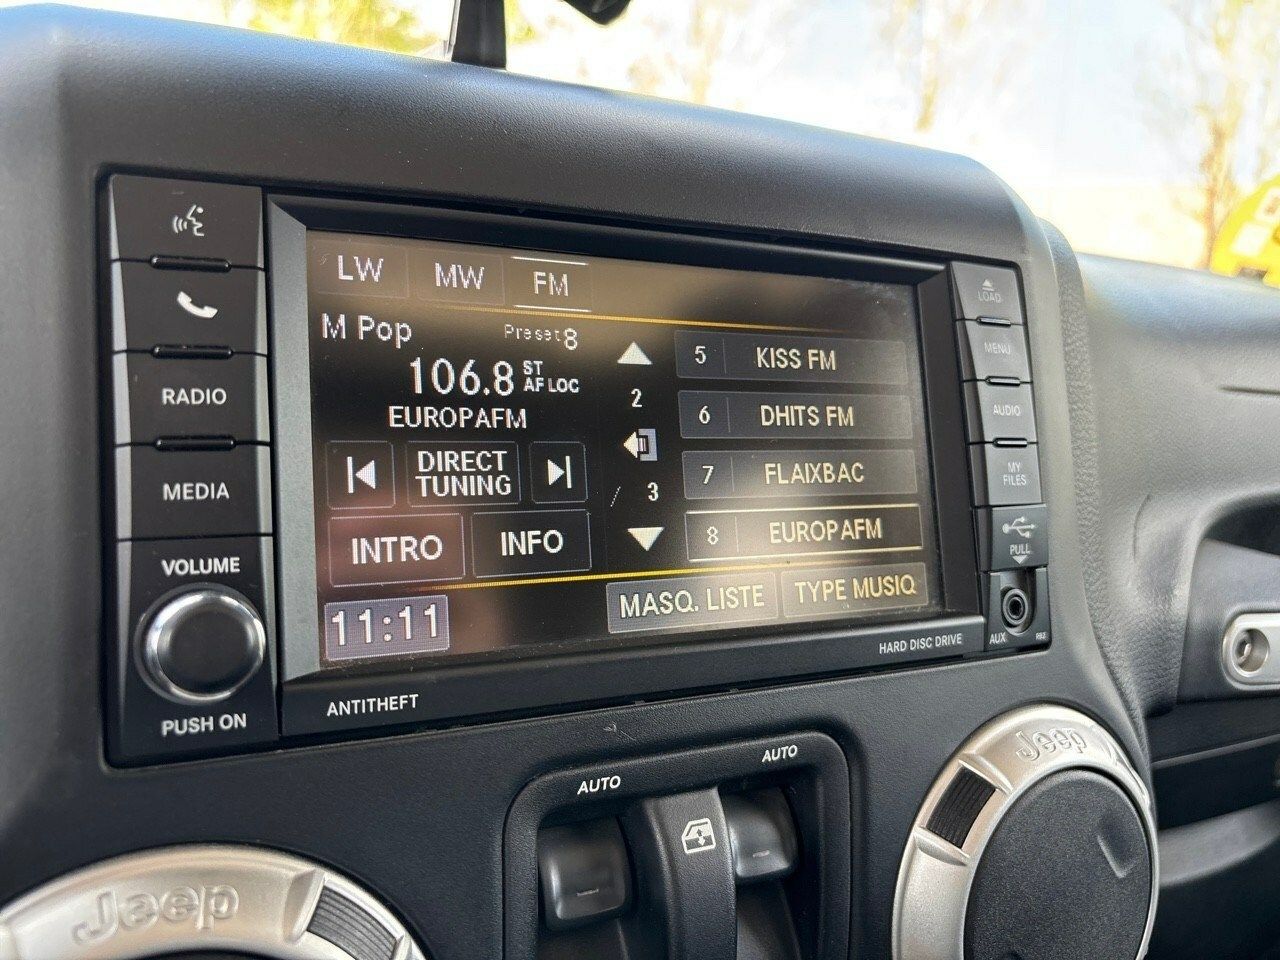 LW MW FM
M Pop Preset 8
106.8 ST
AF LOC
EUROPAFM
DIRECT
TUNING
INTRO INFO
11:11
2
3
5 KISS FM
6 DHITS FM
7 FLAIXBAC
8 EUROPAFM
MASQ. LISTE TYPE MUSIQ
RADIO
MEDIA
VOLUME
PUSH ON
ANTITHEFT
HARD DISC DRIVE
LOAD
MENU
AUDIO
MY
FILES
PULL
AUX RBZ
AUTO AUTO
Jeep
Jeep